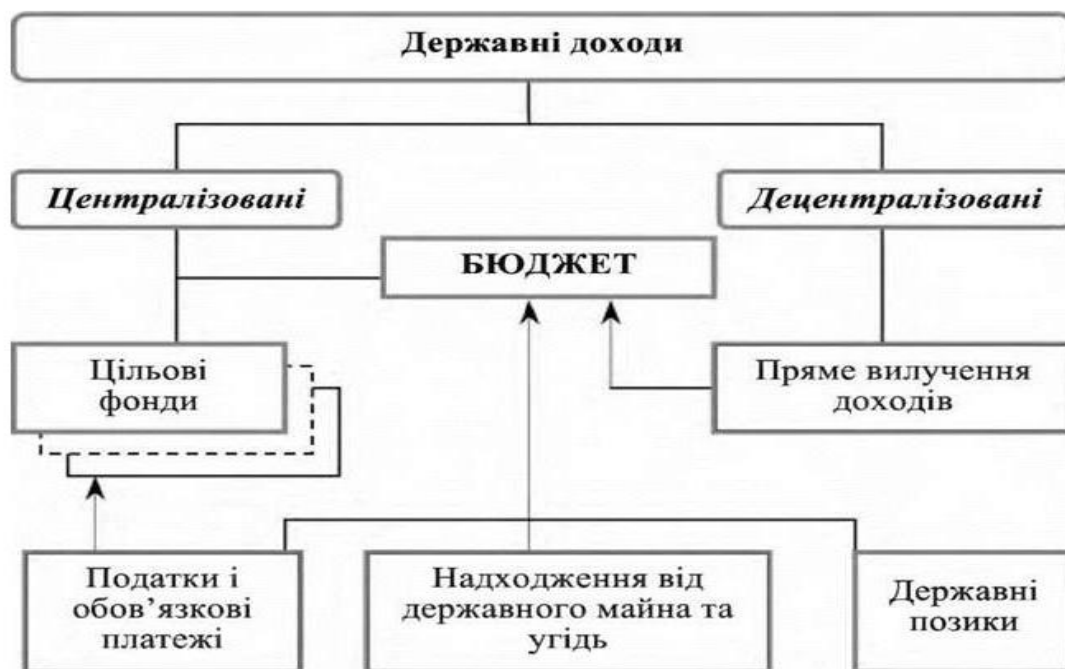 Державні доходи
Централізовані
Децентралізовані
БЮДЖЕТ
Цільові
фонди
Пряме вилучення
доходів
Податки і
обов’язкові
платежі
Надходження від
державного майна та
угідь
Державні
позики